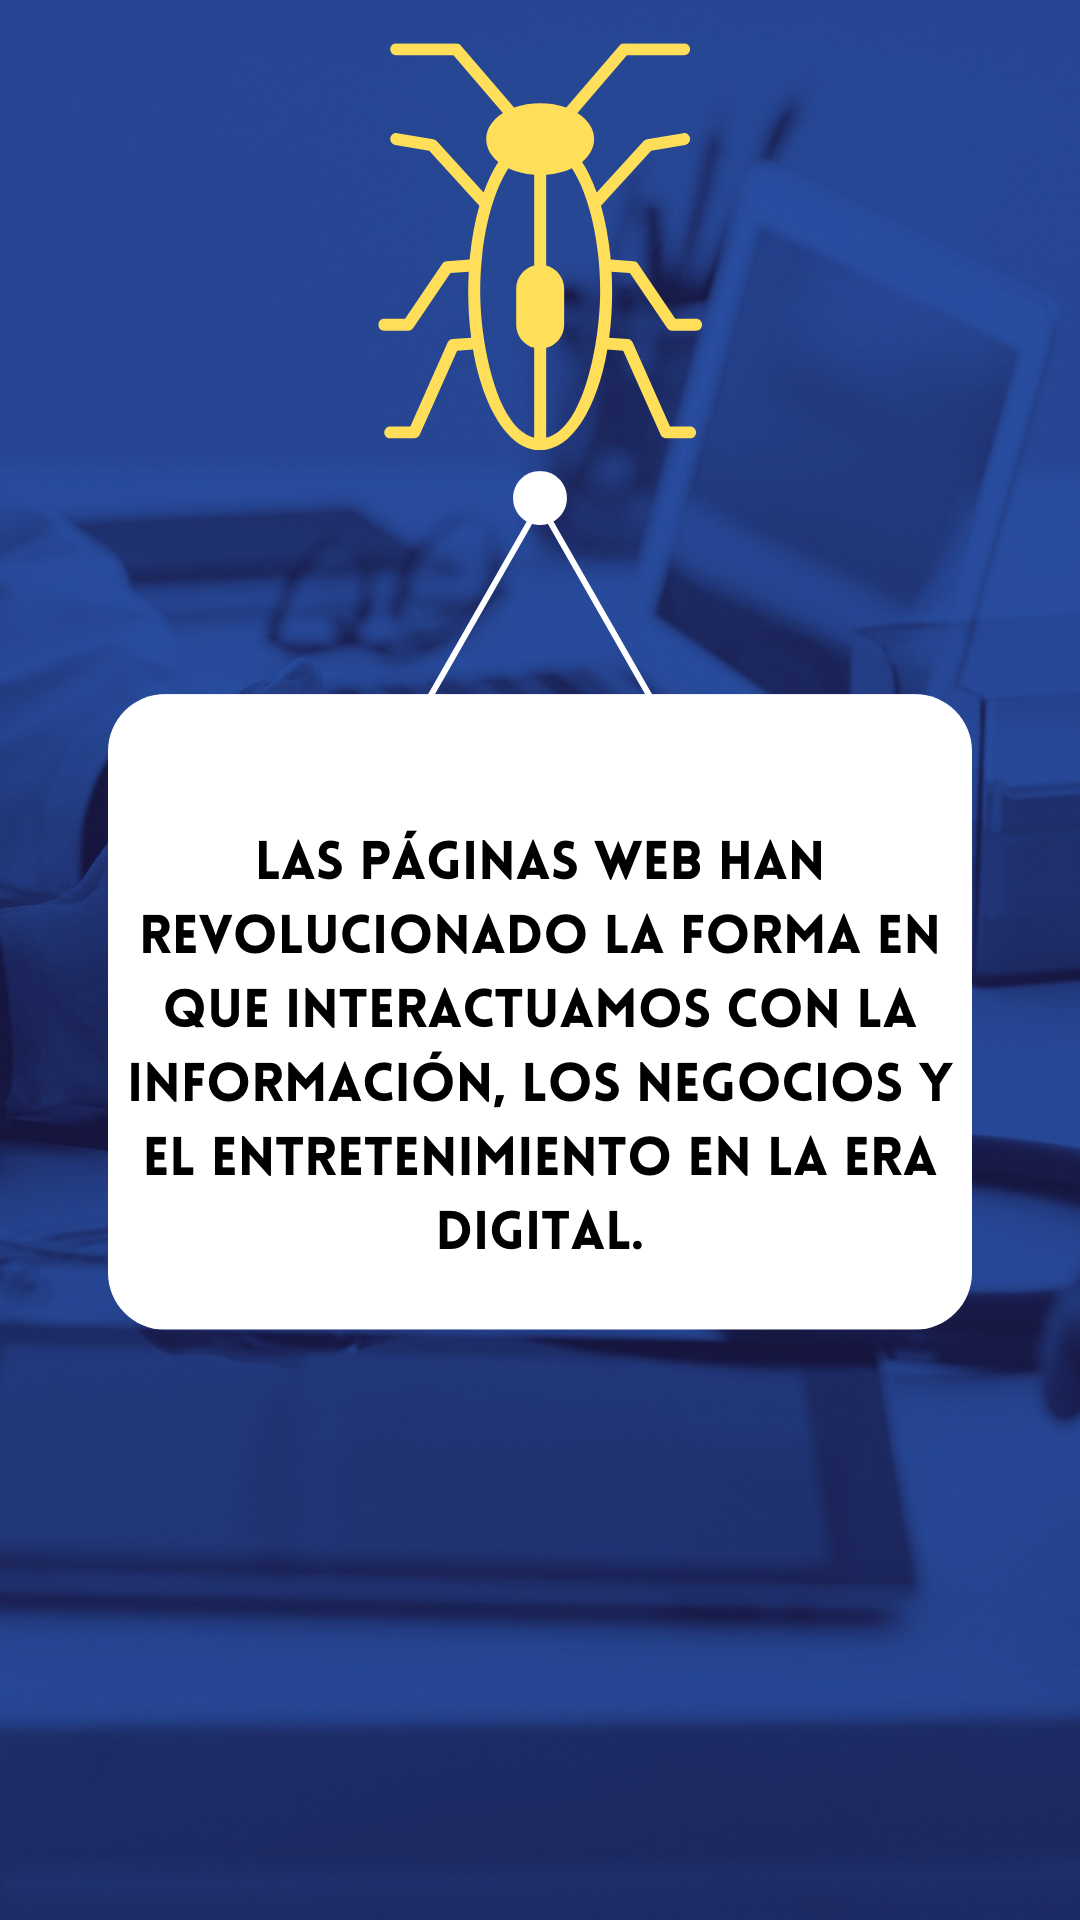 LAS PÁGINAS WEB HAN
REVOLUCIONADO LA FORMA EN
QUE INTERACTUAMOS CON LA
INFORMACIÓN, LOS NEGOCIOS Y
EL ENTRETENIMIENTO EN LA ERA
DIGITAL.